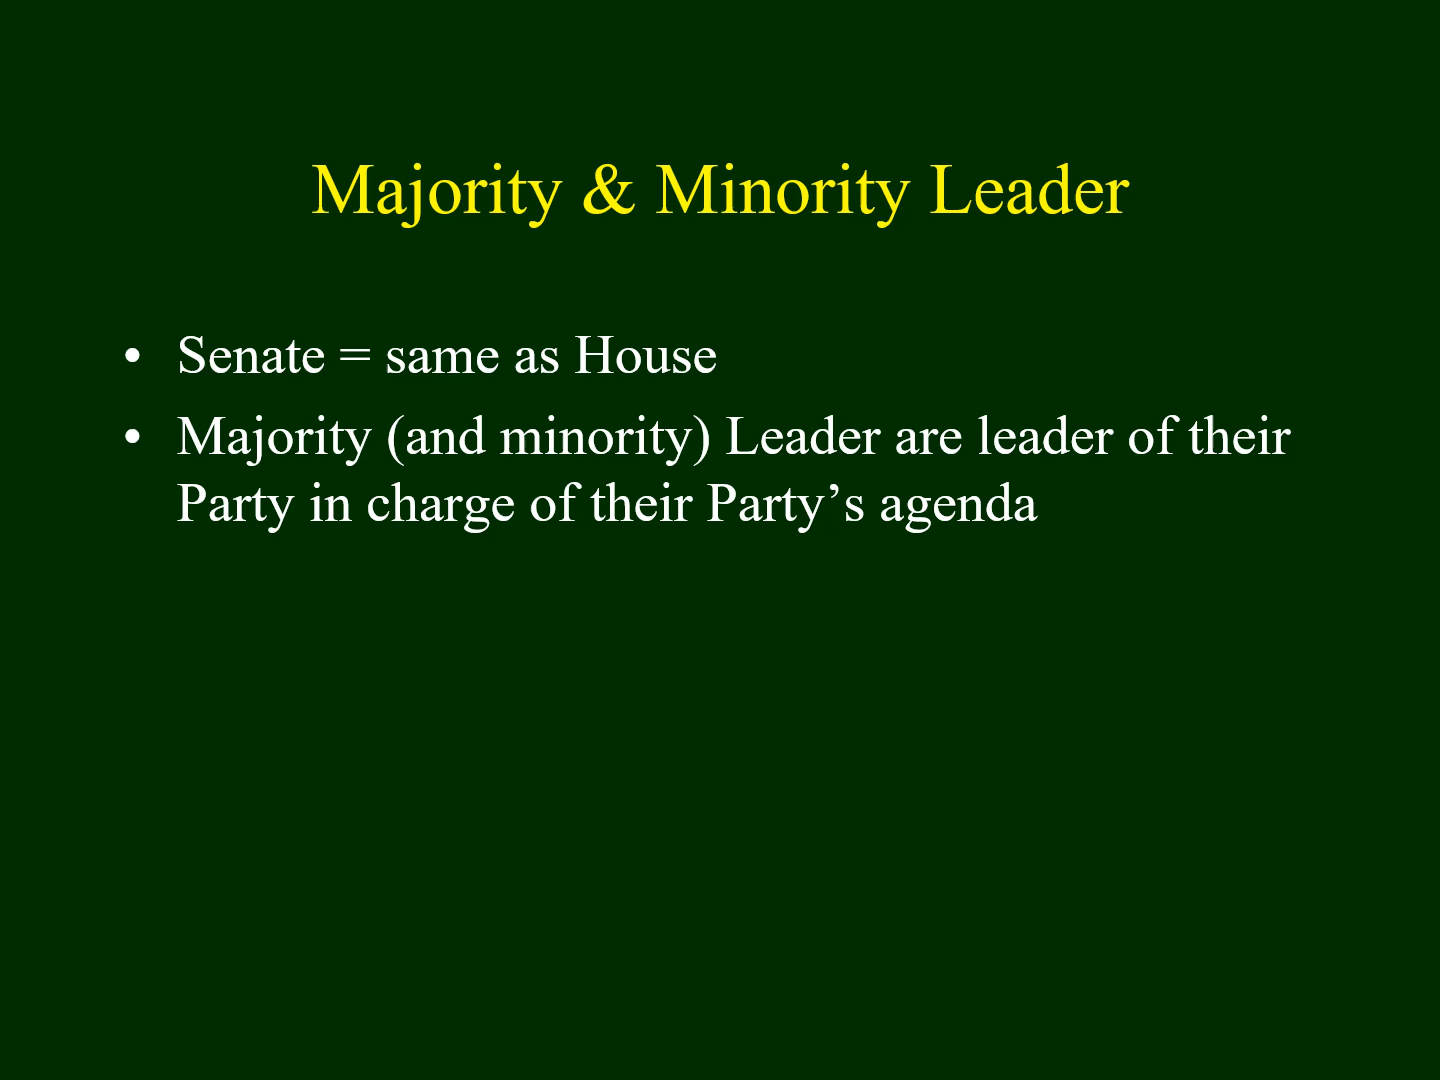 Majority & Minority Leader
• Senate = same as House
• Majority (and minority) Leader are leader of their
Party in charge of their Party’s agenda